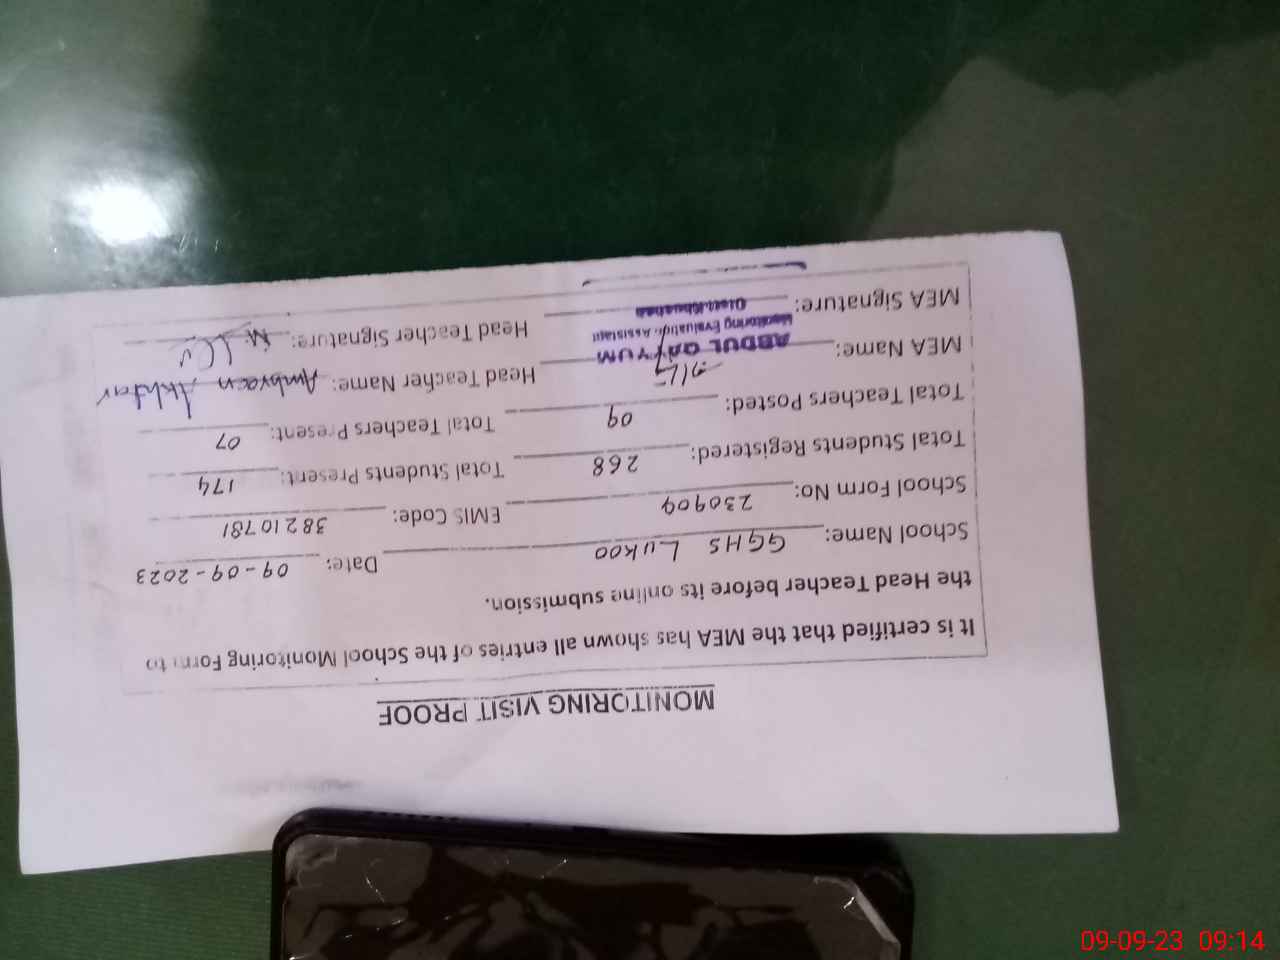 MONITORING VISIT PROOF
It is certified that the MEA has shown all entries of the School Monitoring Form to
the Head Teacher before its online submission.
School Name: GGHS Lukoo Date: 09-09-2023
School Form No: 230909 EMIS Code: 38210781
Total Students Registered: 268 Total Students Present: 174
Total Teachers Posted: 09 Total Teachers Present: 07
MEA Name: ABDUL QAYYUM Head Teacher Name: Ambreen Akhtar
Monitoring Evaluation Assistant
MEA Signature: Distt. Khushab Head Teacher Signature:
09-09-23 09:14